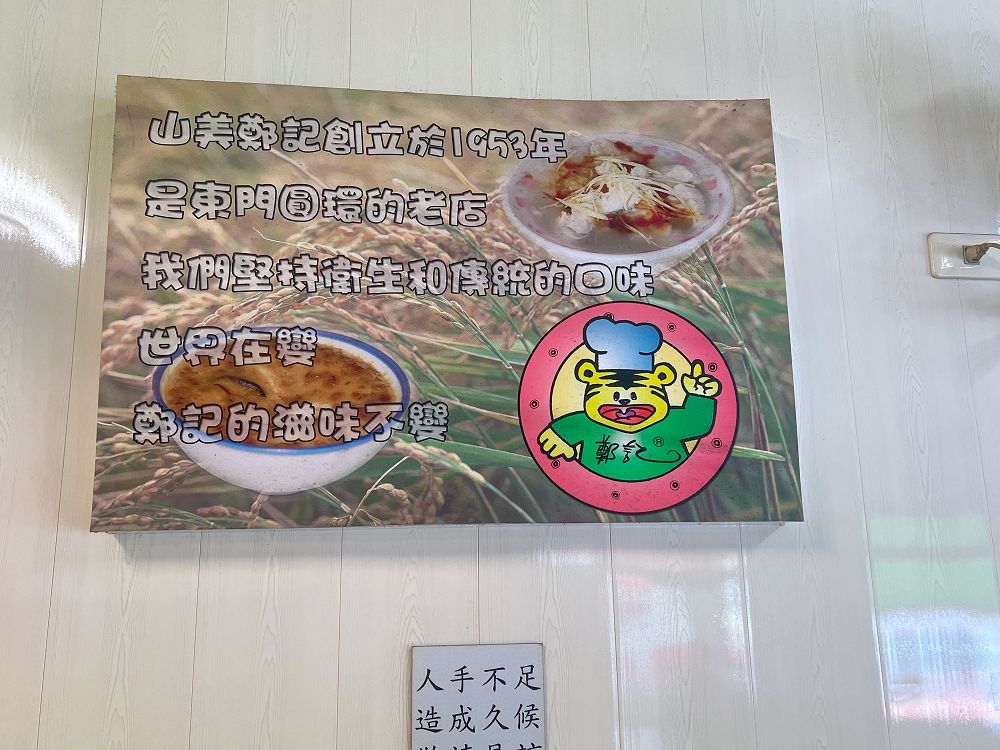 山美鄭記創立於1953年
是東門圓環的老店
我們堅持衛生和傳統的口味
世界在變
鄭記的滋味不變
鄭記®
人手不足
造成久候